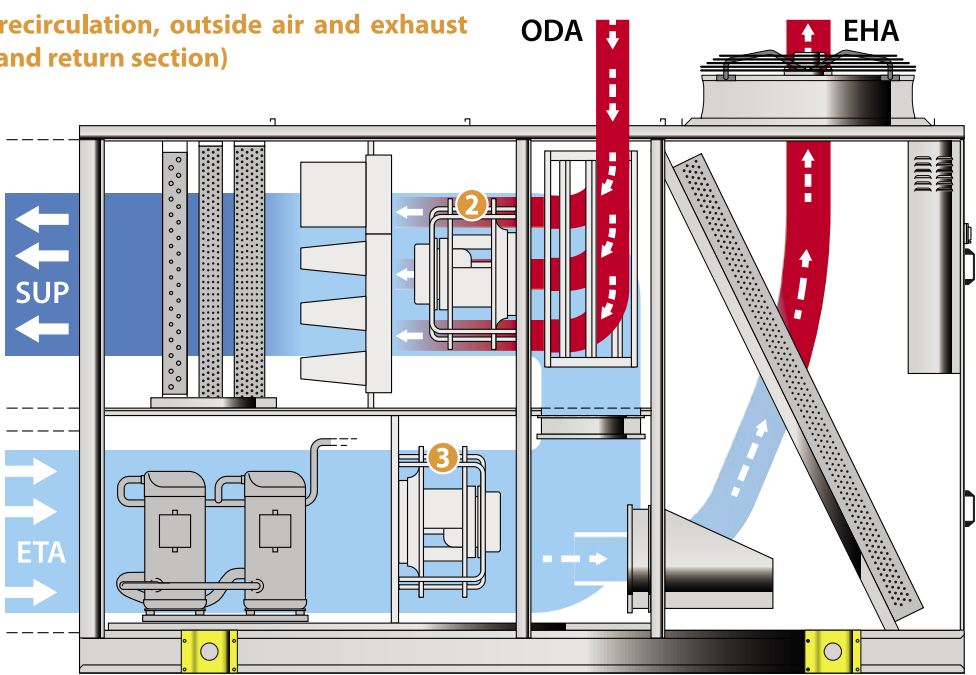 recirculation, outside air and exhaust
and return section)
ODA
EHA
2
SUP
3
ETA